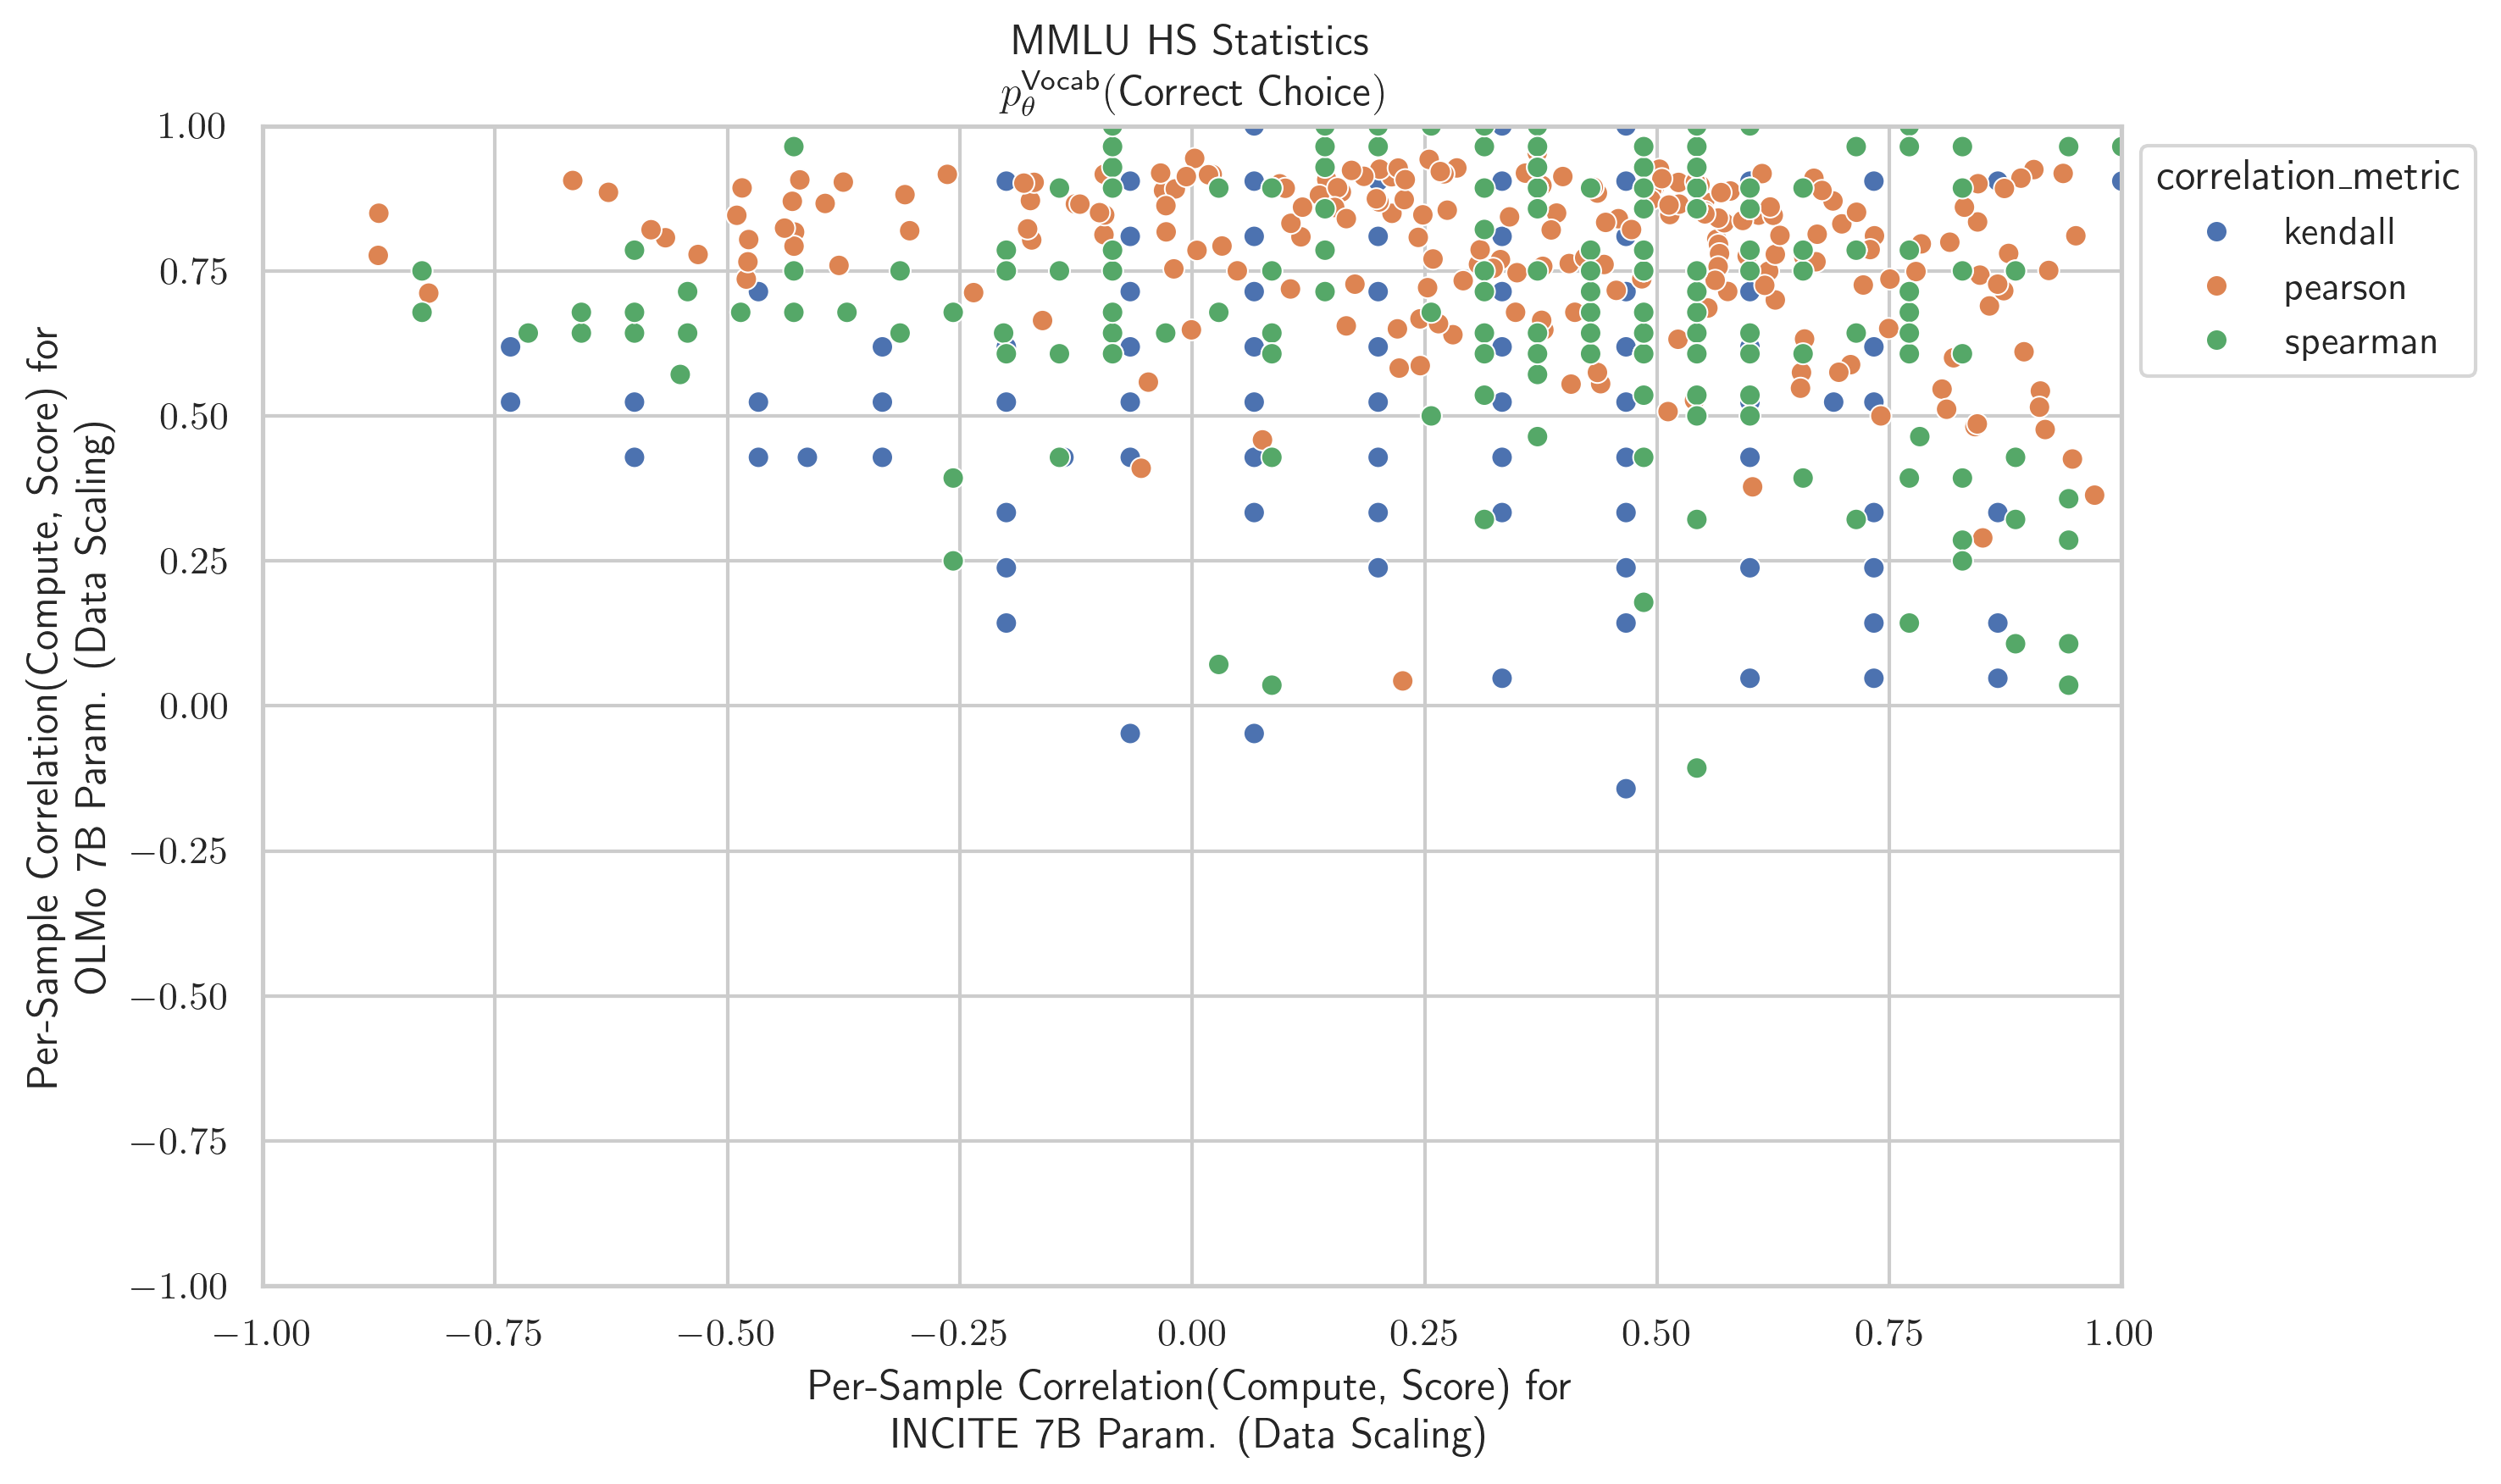 MMLU HS Statistics
p_θ^Vocab(Correct Choice)
1.00
0.75
0.50
0.25
0.00
−0.25
−0.50
−0.75
−1.00
Per-Sample Correlation(Compute, Score) for
OLMo 7B Param. (Data Scaling)
−1.00 −0.75 −0.50 −0.25 0.00 0.25 0.50 0.75 1.00
Per-Sample Correlation(Compute, Score) for
INCITE 7B Param. (Data Scaling)
correlation_metric
kendall
pearson
spearman